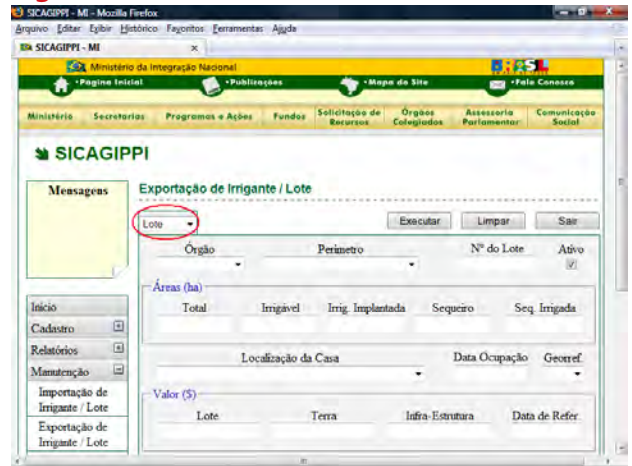 SICAGIPPI - MI - Mozilla Firefox
Arquivo Editar Exibir Histórico Favoritos Ferramentas Ajuda
SICAGIPPI - MI
Ministério da Integração Nacional
Pagina Inicial Publicações Mapa do Site Fale Conosco
Ministério Secretarias Programas e Ações Fundos Solicitação de Recursos Órgãos Colegiados Assessoria Parlamentar Comunicação Social
SICAGIPPI
Mensagens
Exportação de Irrigante / Lote
Lote Executar Limpar Sair
Órgão Perimetro Nº do Lote Ativo
Áreas (ha)
Total Irrigável Irrig. Implantada Sequeiro Seq. Irrigada
Localização da Casa Data Ocupação Georref.
Valor ($)
Lote Terra Infra-Estrutura Data de Refer.
Início
Cadastro
Relatórios
Manutenção
Importação de
Irrigante / Lote
Exportação de
Irrigante / Lote